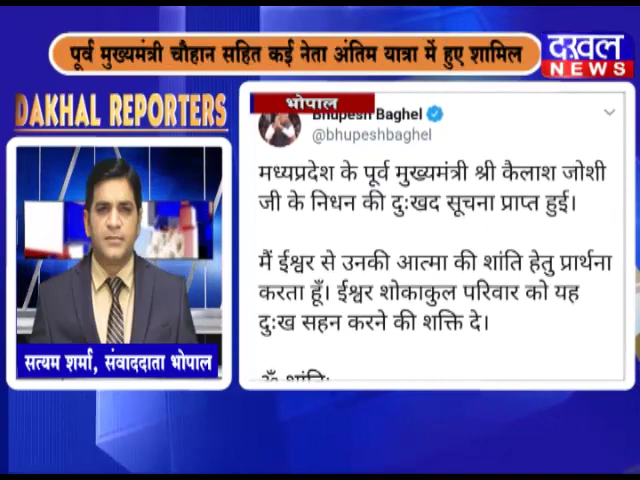 पूर्व मुख्यमंत्री चौहान सहित कई नेता अंतिम यात्रा में हुए शामिल
दखल
NEWS
DAKHAL REPORTERS
भोपाल
Bhupesh Baghel
@bhupeshbaghel
मध्यप्रदेश के पूर्व मुख्यमंत्री श्री कैलाश जोशी
जी के निधन की दुःखद सूचना प्राप्त हुई।
मैं ईश्वर से उनकी आत्मा की शांति हेतु प्रार्थना
करता हूँ। ईश्वर शोकाकुल परिवार को यह
दुःख सहन करने की शक्ति दे।
ॐ शांतिः
सत्यम शर्मा, संवाददाता भोपाल